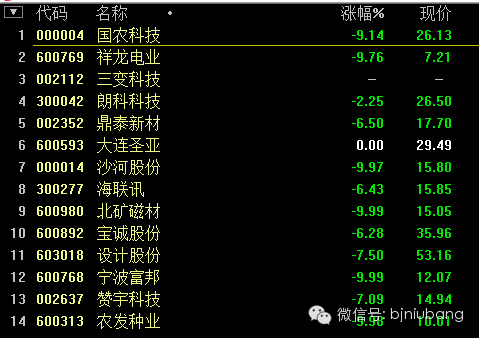 代码 名称 • 涨幅% 现价
1 000004 国农科技 -9.14 26.13
2 600769 祥龙电业 -9.76 7.21
3 002112 三变科技 — —
4 300042 朗科科技 -2.25 26.50
5 002352 鼎泰新材 -6.50 17.70
6 600593 大连圣亚 0.00 29.49
7 000014 沙河股份 -9.97 15.80
8 300277 海联讯 -6.43 15.85
9 600980 北矿磁材 -9.99 15.05
10 600892 宝诚股份 -6.28 35.96
11 603018 设计股份 -7.50 53.16
12 600768 宁波富邦 -9.99 12.07
13 002637 赞宇科技 -7.09 14.94
14 600313 农发种业 -9.98 10.01
微信号: bjniubang